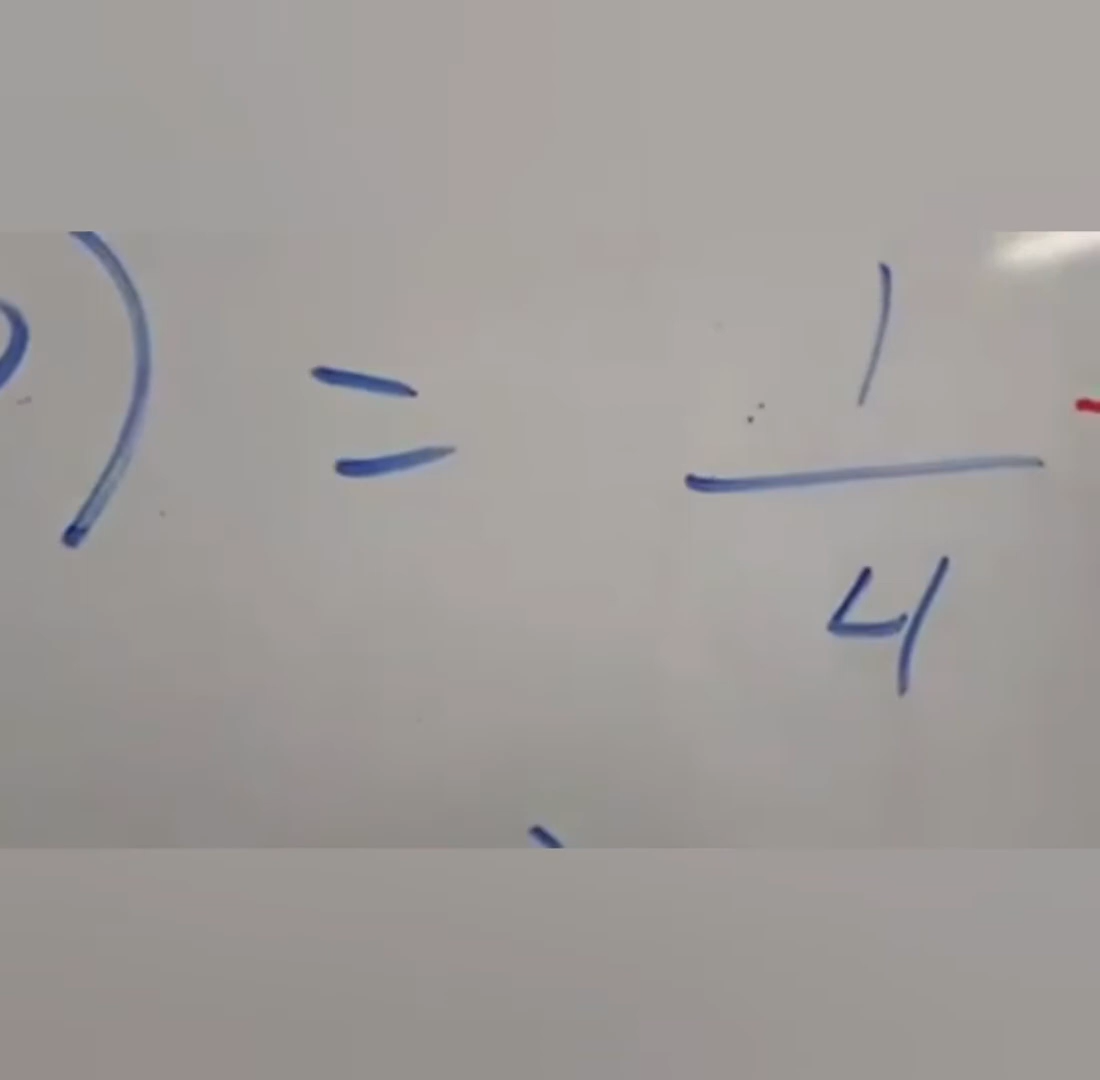 ) = 1/4